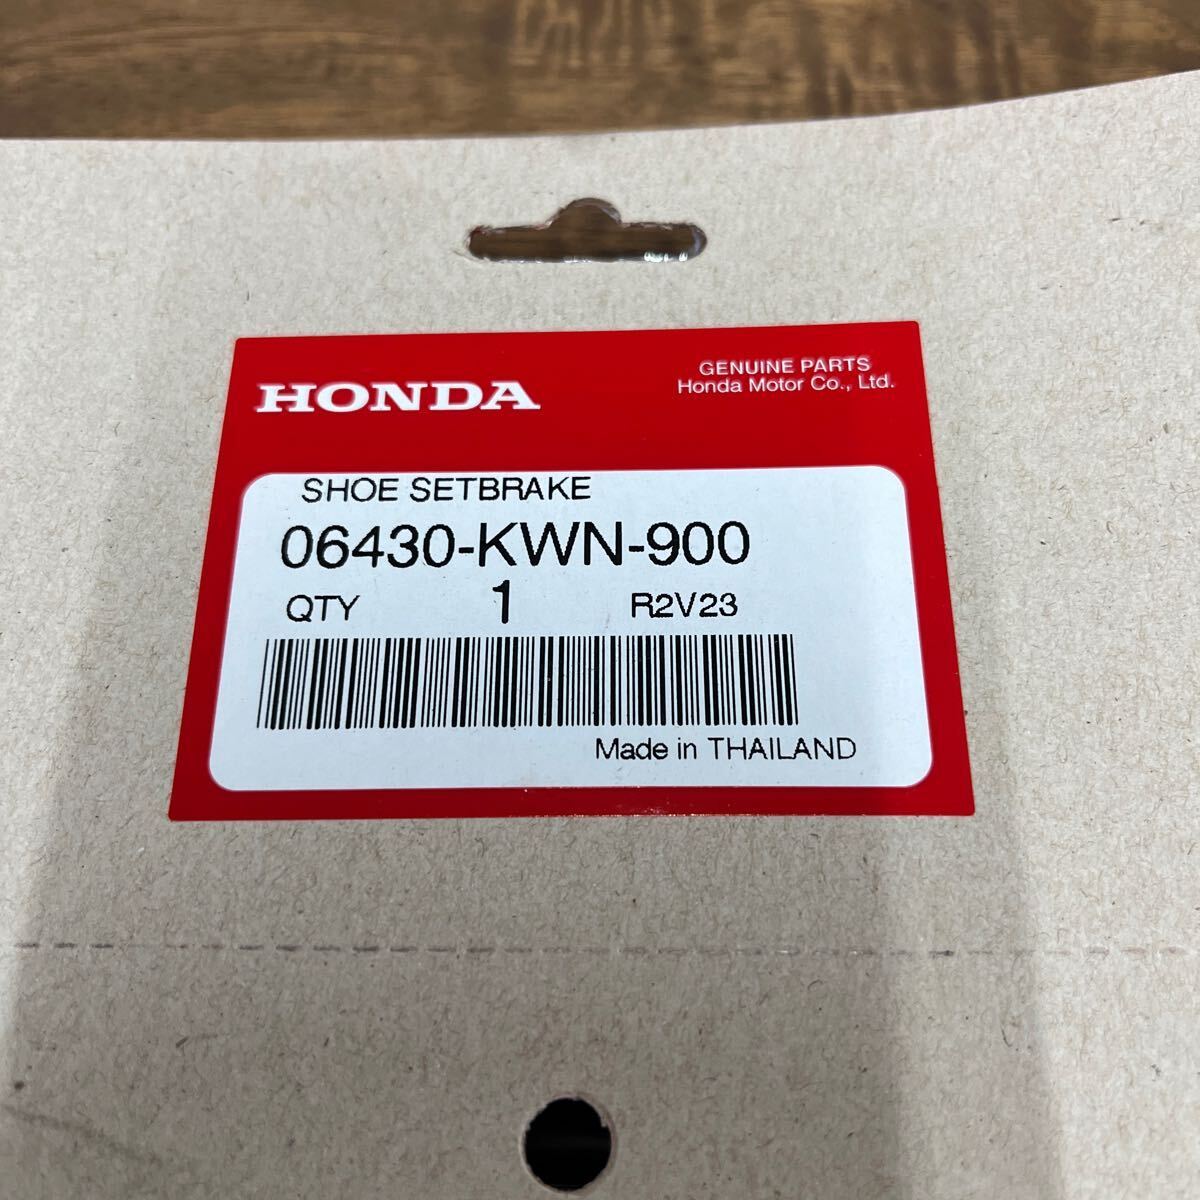 HONDA
GENUINE PARTS
Honda Motor Co., Ltd.
SHOE SETBRAKE
06430-KWN-900
QTY 1 R2V23
Made in THAILAND